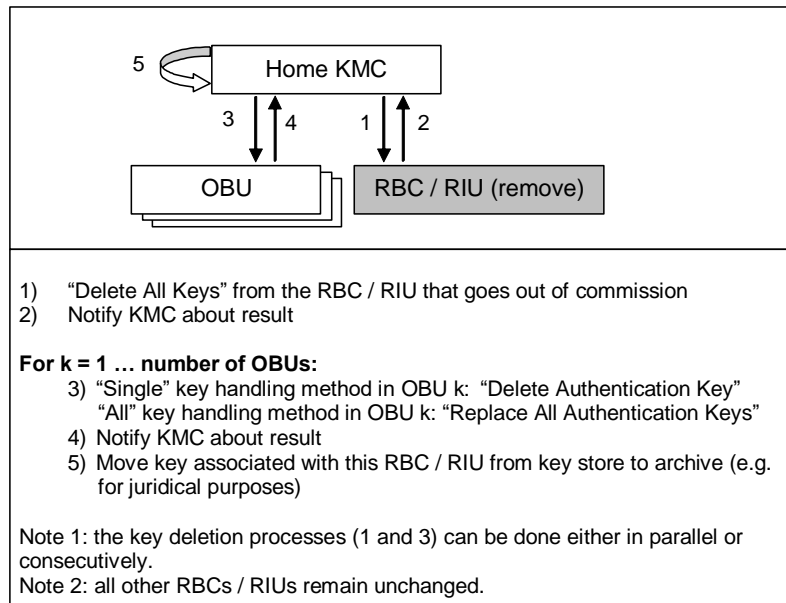 5
Home KMC
3
4
1
2
OBU
RBC / RIU (remove)
1) “Delete All Keys” from the RBC / RIU that goes out of commission
2) Notify KMC about result
For k = 1 … number of OBUs:
3) “Single” key handling method in OBU k: “Delete Authentication Key”
“All” key handling method in OBU k: “Replace All Authentication Keys”
4) Notify KMC about result
5) Move key associated with this RBC / RIU from key store to archive (e.g.
for juridical purposes)
Note 1: the key deletion processes (1 and 3) can be done either in parallel or
consecutively.
Note 2: all other RBCs / RIUs remain unchanged.